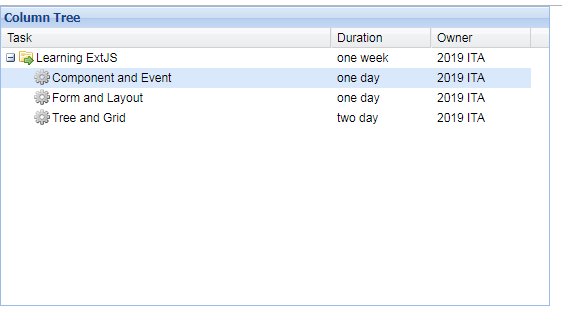 Column Tree
Task Duration Owner
Learning ExtJS one week 2019 ITA
Component and Event one day 2019 ITA
Form and Layout one day 2019 ITA
Tree and Grid two day 2019 ITA